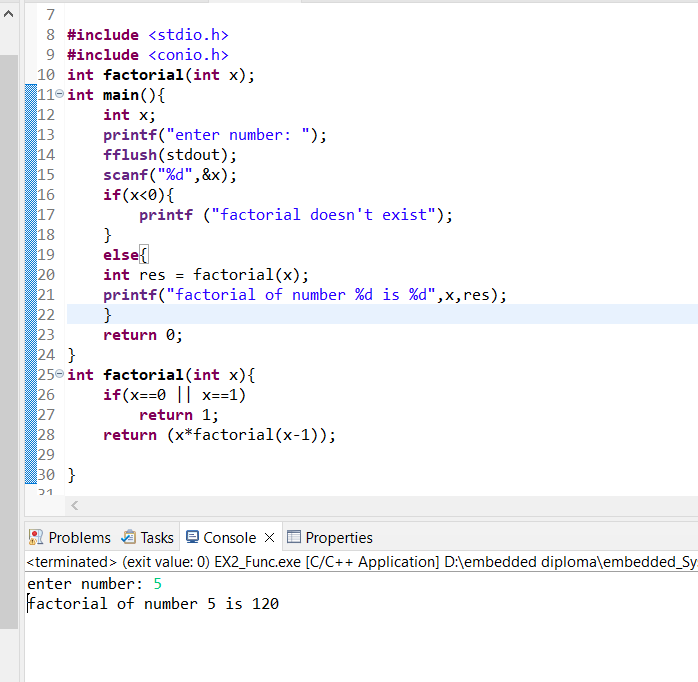 7
8 #include <stdio.h>
9 #include <conio.h>
10 int factorial(int x);
11 int main(){
12     int x;
13     printf("enter number: ");
14     fflush(stdout);
15     scanf("%d",&x);
16     if(x<0){
17         printf ("factorial doesn't exist");
18     }
19     else{
20     int res = factorial(x);
21     printf("factorial of number %d is %d",x,res);
22     }
23     return 0;
24 }
25 int factorial(int x){
26     if(x==0 || x==1)
27         return 1;
28     return (x*factorial(x-1));
29
30 }
31
Problems Tasks Console Properties
<terminated> (exit value: 0) EX2_Func.exe [C/C++ Application] D:\embedded diploma\embedded_Sy
enter number: 5
factorial of number 5 is 120